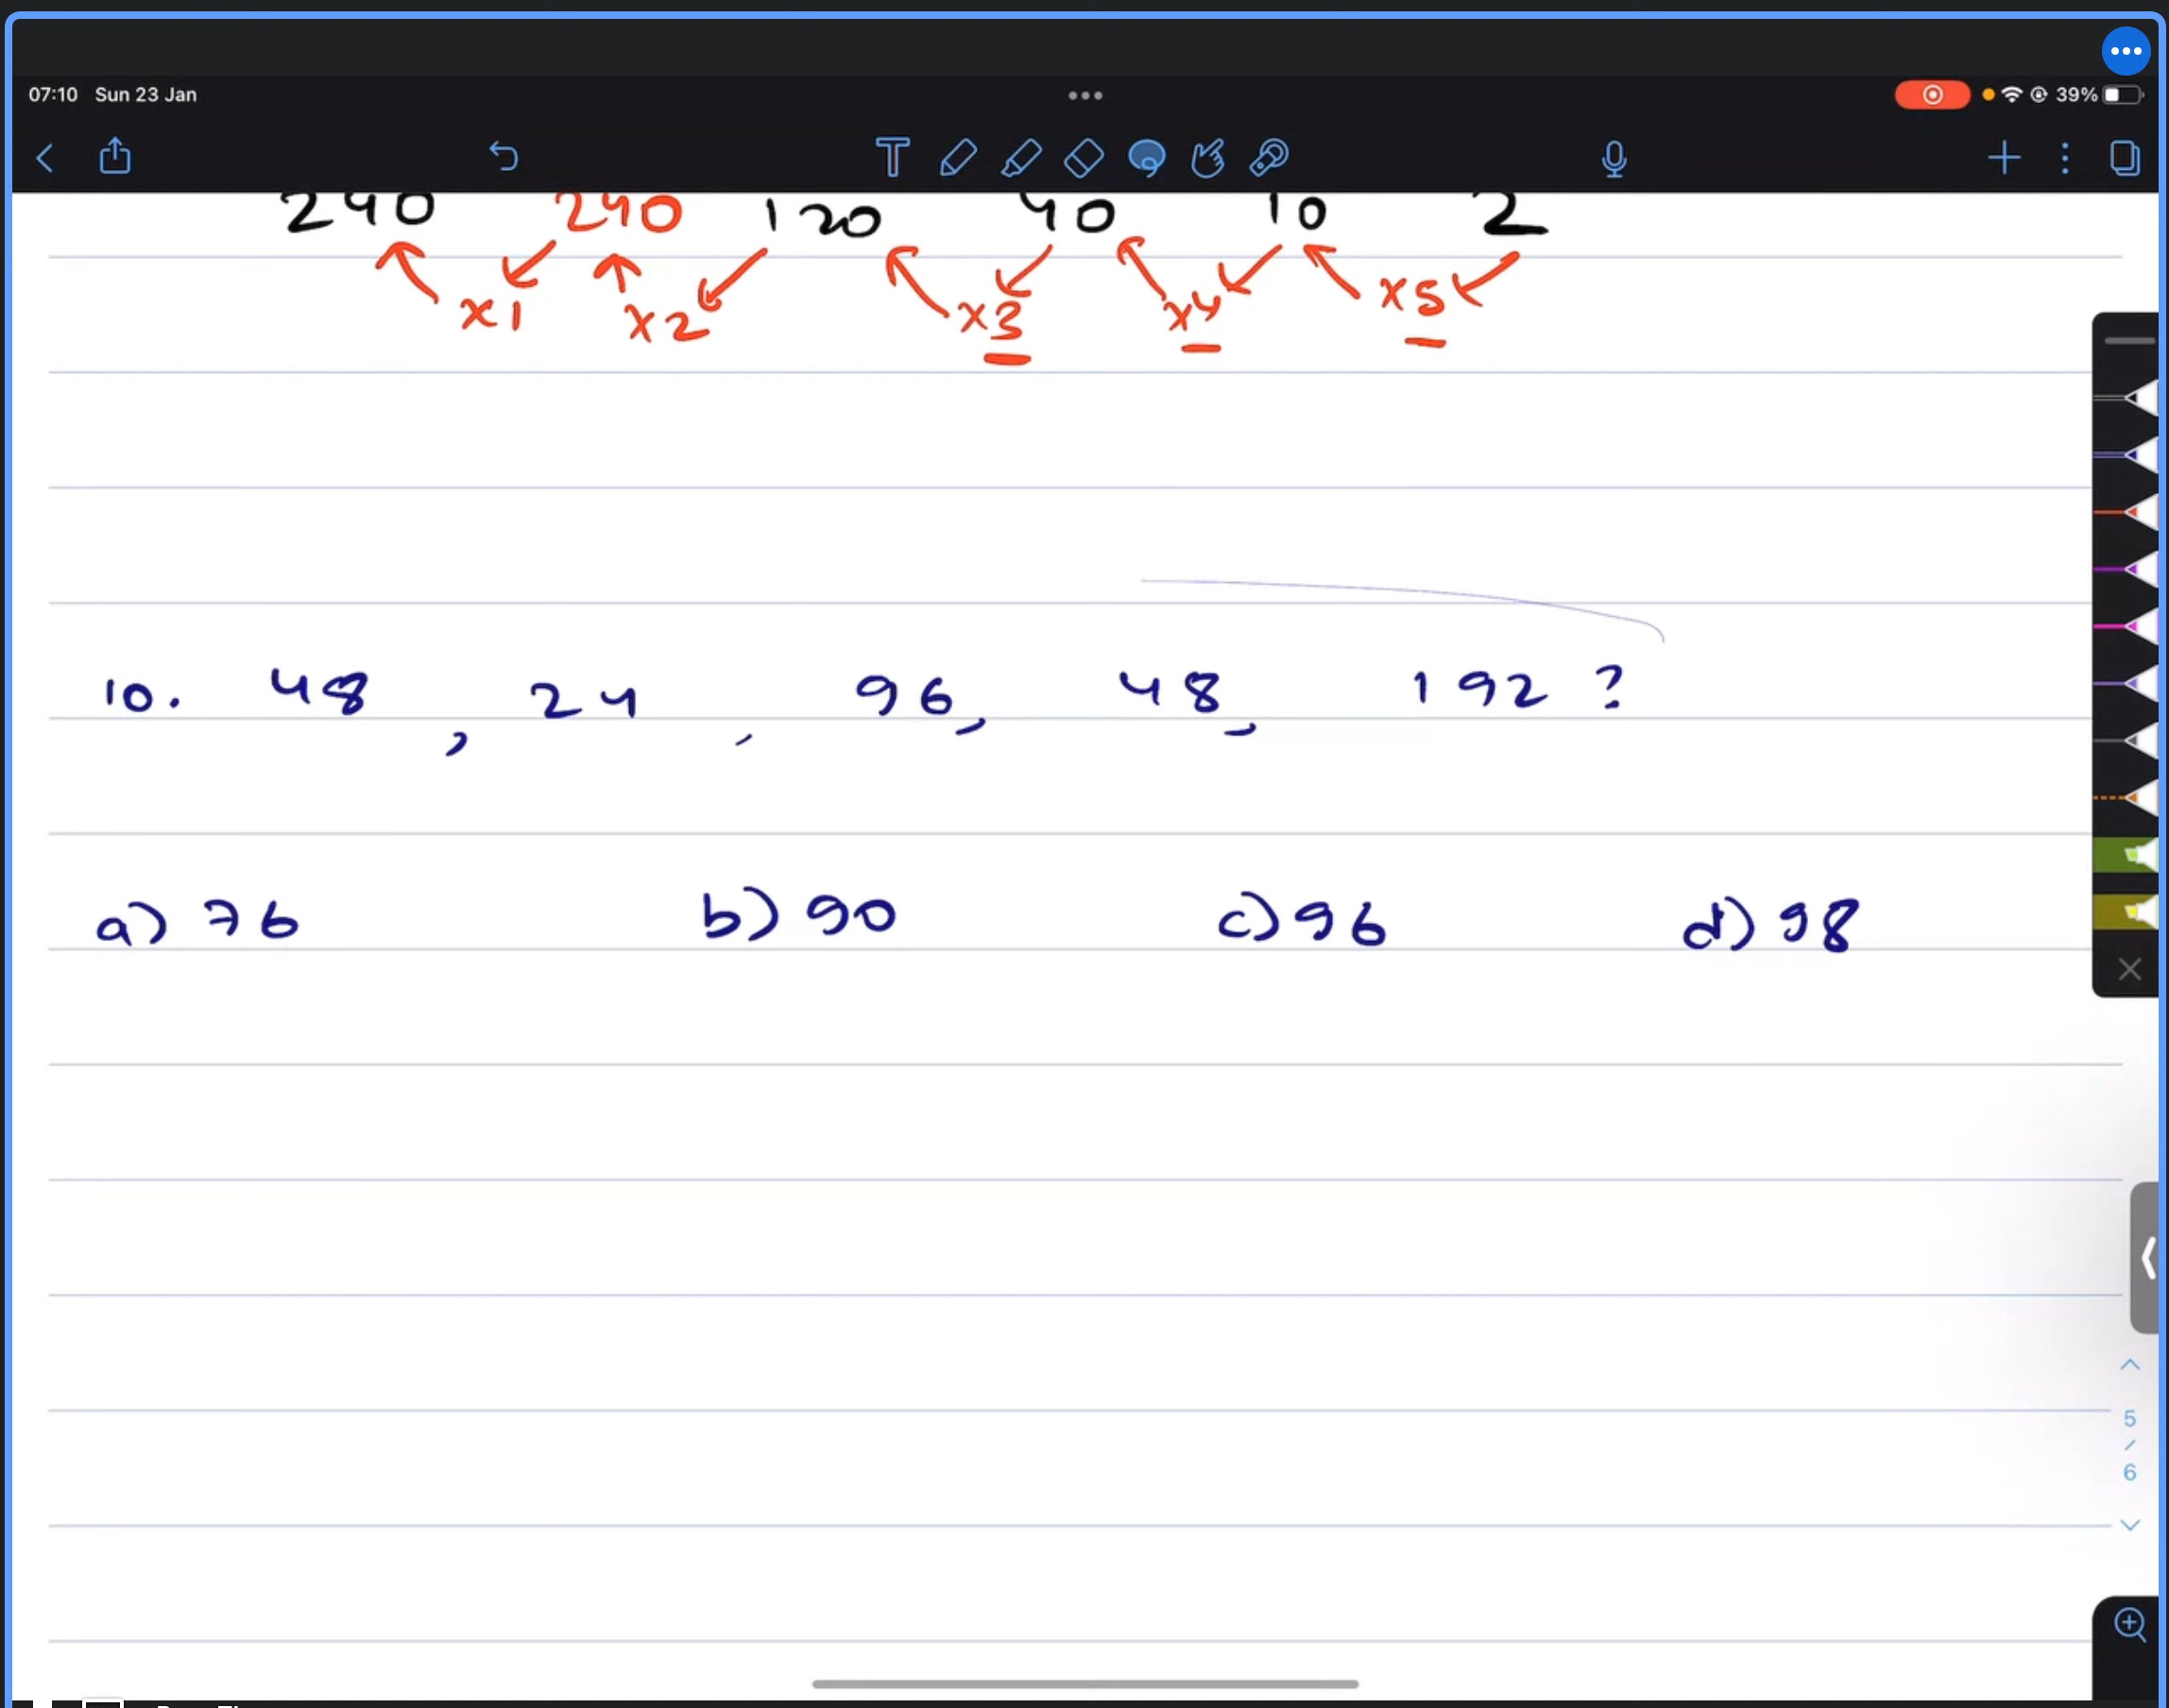 07:10 Sun 23 Jan
39%
240 240 120 40 10 2
x1 x2 x3 x4 x5
10. 48, 24, 96, 48, 192 ?
a) 76 b) 90 c) 96 d) 98
5
/
6